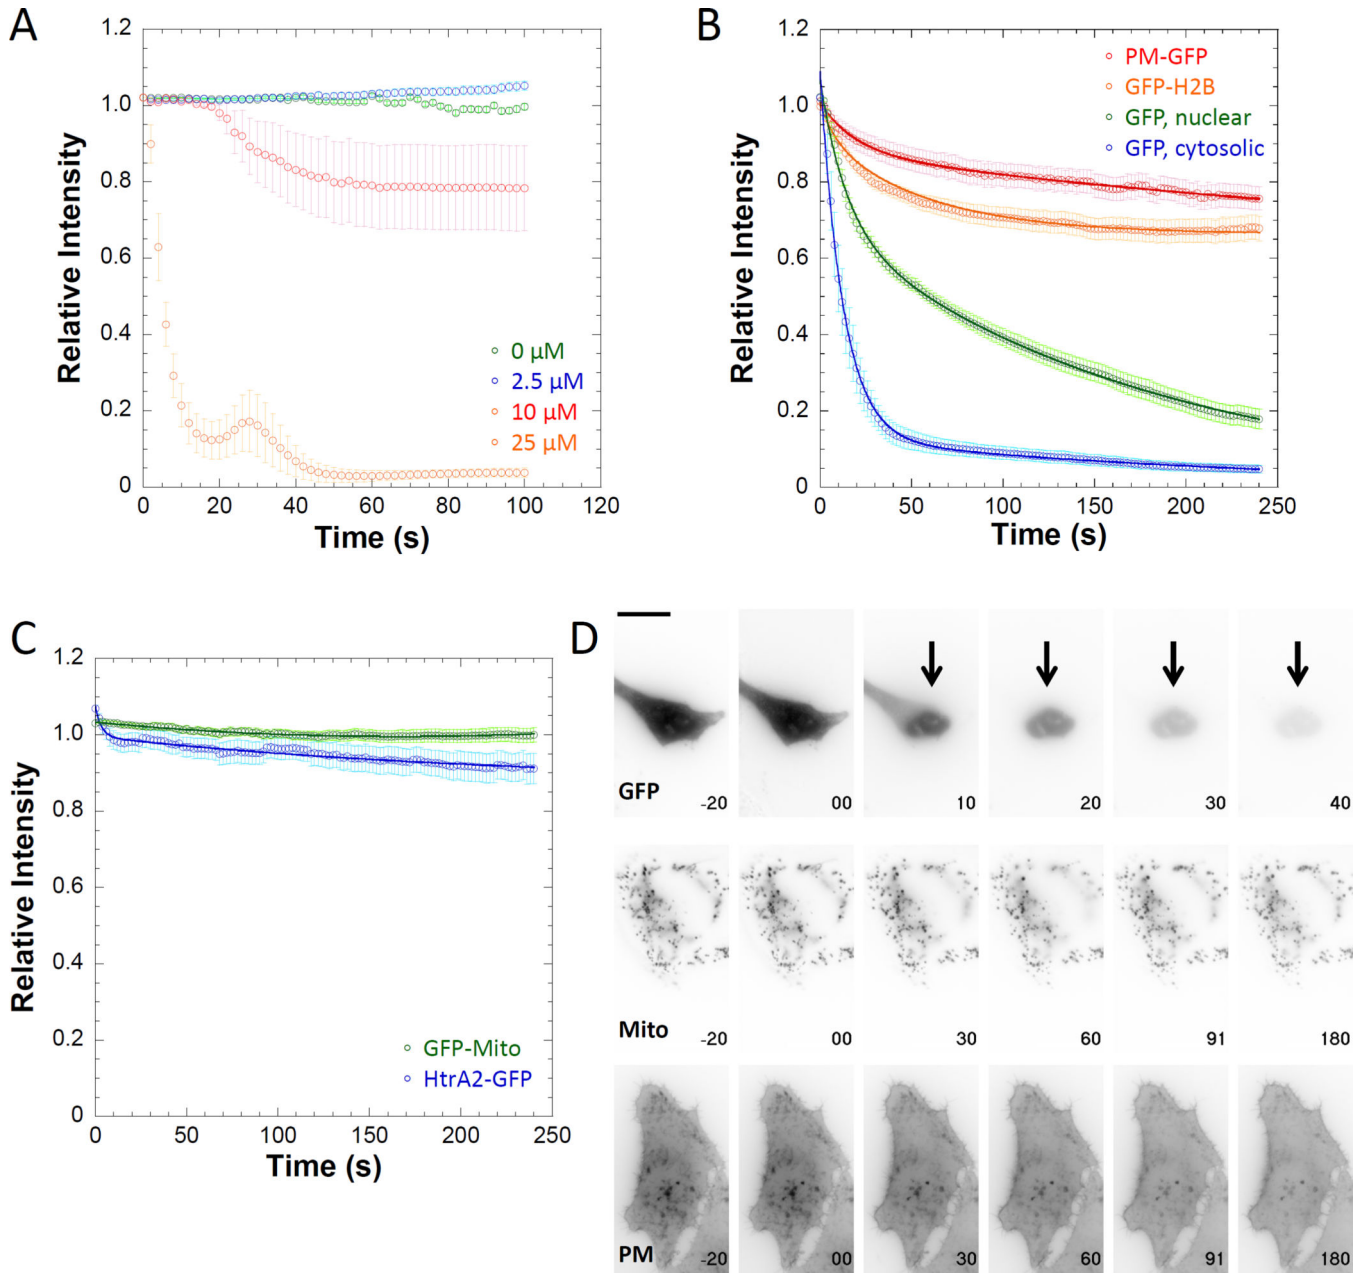 A
1.2
1.0
0.8
0.6
0.4
0.2
0
Relative Intensity
0 µM
2.5 µM
10 µM
25 µM
0 20 40 60 80 100 120
Time (s)
B
1.2
1.0
0.8
0.6
0.4
0.2
0
Relative Intensity
PM-GFP
GFP-H2B
GFP, nuclear
GFP, cytosolic
0 50 100 150 200 250
Time (s)
C
1.2
1.0
0.8
0.6
0.4
0.2
0
Relative Intensity
GFP-Mito
HtrA2-GFP
0 50 100 150 200 250
Time (s)
D
GFP -20 00 10 20 30 40
Mito -20 00 30 60 91 180
PM -20 00 30 60 91 180